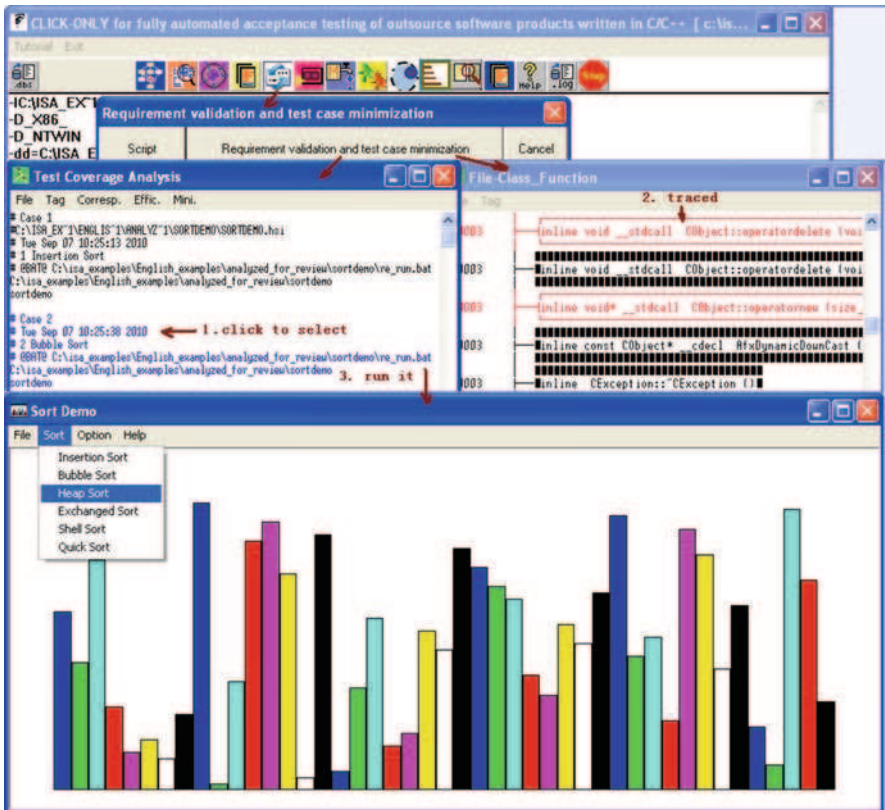 CLICK-ONLY for fully automated acceptance testing of outsource software products written in C/C++ [ c:\is...
Tutorial Exit
.dbs
Help
.log
Stop
-IC:\ISA_EX~1
-D_X86_
-D_NTWIN
-dd=C:\ISA_E
Requirement validation and test case minimization
Script Requirement validation and test case minimization Cancel
Test Coverage Analysis
File Tag Corresp. Effic. Mini.
# Case 1
#C:\ISA_EX~1\ENGLIS~1\ANALYZ~1\SORTDEMO\SORTDEMO.hsi
# Tue Sep 07 10:25:13 2010
# 1 Insertion Sort
# @BAT@ C:\isa_examples\English_examples\analyzed_for_review\sortdemo\re_run.bat
C:\isa_examples\English_examples\analyzed_for_review\sortdemo
sortdemo
# Case 2
# Tue Sep 07 10:25:38 2010
1.click to select
# 2 Bubble Sort
# @BAT@ C:\isa_examples\English_examples\analyzed_for_review\sortdemo\re_run.bat
C:\isa_examples\English_examples\analyzed_for_review\sortdemo
sortdemo
3. run it
File-Class_Function
Tag
2. traced
0003 inline void __stdcall CObject::operatordelete (voi
inline void __stdcall CObject::operatordelete (voi
0003 inline void* __stdcall CObject::operatornew (size_
inline const CObject* __cdecl AfxDynamicDownCast (
0003 inline CException::~CException ()
Sort Demo
File Sort Option Help
Insertion Sort
Bubble Sort
Heap Sort
Exchanged Sort
Shell Sort
Quick Sort